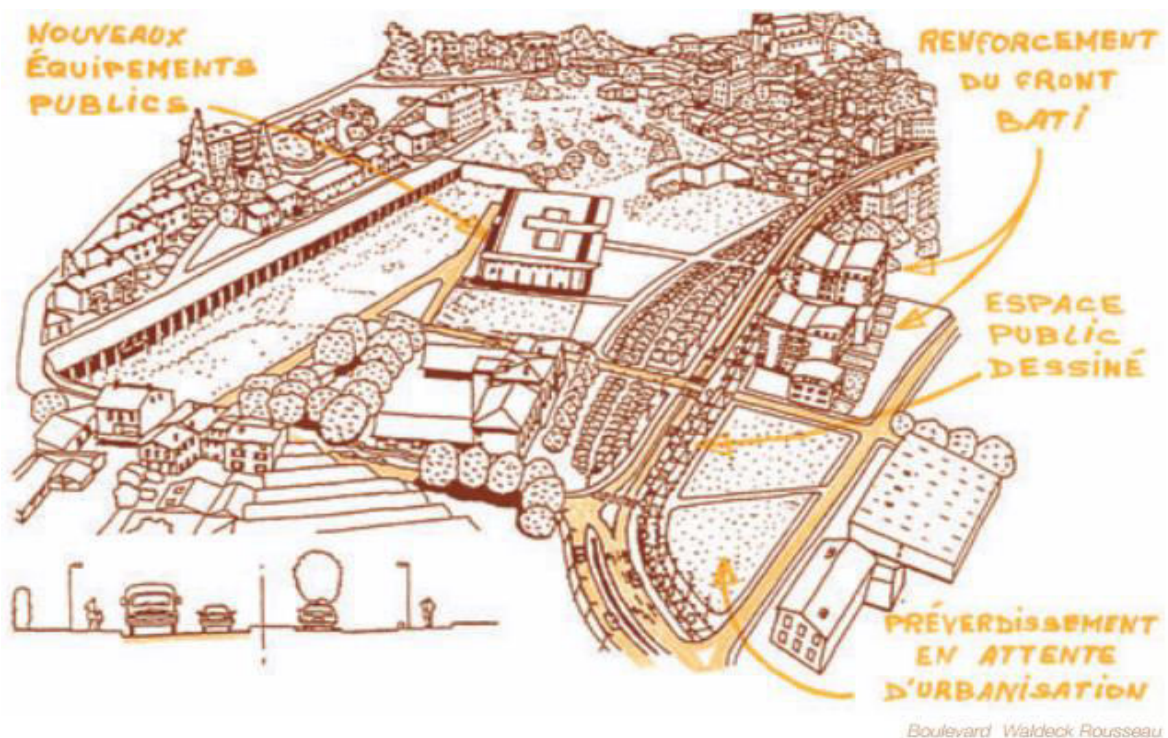 NOUVEAUX
ÉQUIPEMENTS
PUBLICS
RENFORCEMENT
DU FRONT
BATI
ESPACE
PUBLIC
DESSINÉ
PRÉVERDISSEMENT
EN ATTENTE
D'URBANISATION
Boulevard Waldeck Rousseau